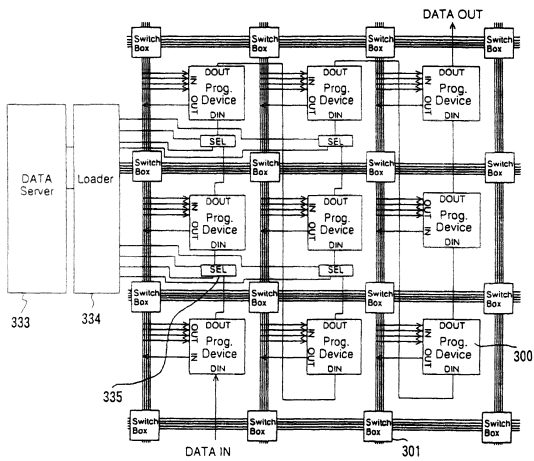 DATA OUT
Switch Box
Switch Box
Switch Box
Switch Box
DOUT
IN
Prog. Device
OUT
DIN
DOUT
IN
Prog. Device
OUT
DIN
DOUT
IN
Prog. Device
OUT
DIN
SEL
SEL
DATA Server
Loader
Switch Box
Switch Box
Switch Box
Switch Box
DOUT
IN
Prog. Device
OUT
DIN
DOUT
IN
Prog. Device
OUT
DIN
DOUT
IN
Prog. Device
OUT
DIN
SEL
SEL
333
334
Switch Box
Switch Box
Switch Box
Switch Box
DOUT
IN
Prog. Device
OUT
DIN
DOUT
IN
Prog. Device
OUT
DIN
DOUT
IN
Prog. Device
OUT
DIN
300
335
Switch Box
Switch Box
Switch Box
Switch Box
DATA IN
301